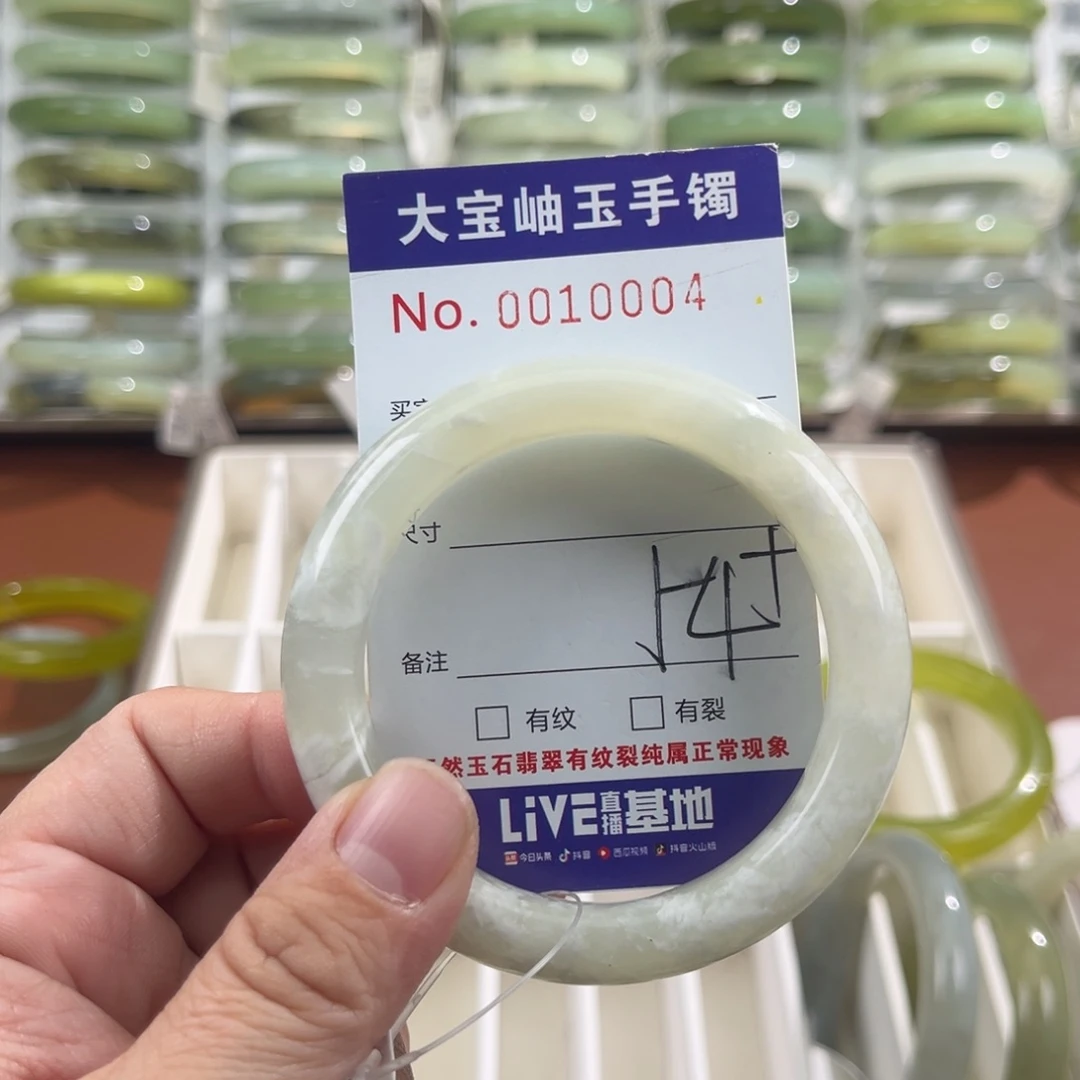 大宝岫玉手镯
No. 0010004
买
尺寸
备注
有纹 有裂
然玉石翡翠有纹裂纯属正常现象
LiVE直播基地
今日头条 抖音 西瓜视频 抖音火山版